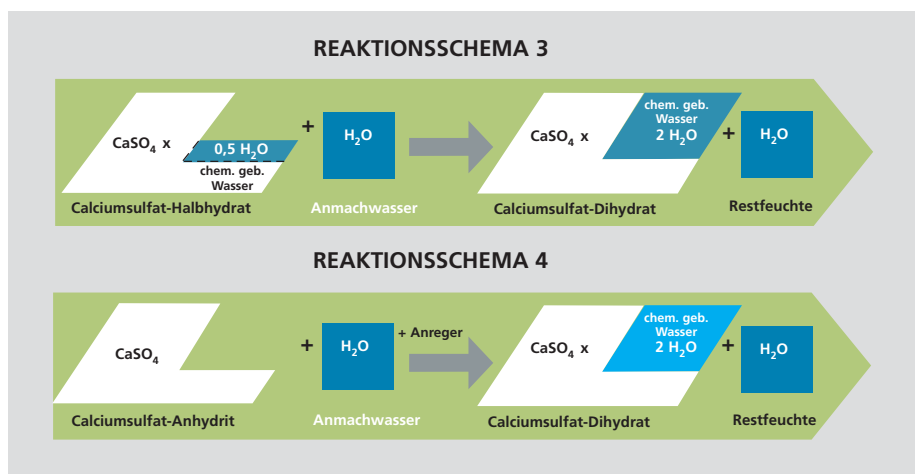 REAKTIONSSCHEMA 3
CaSO₄ x
0,5 H₂O
chem. geb.
Wasser
Calciumsulfat-Halbhydrat
+
H₂O
Anmachwasser
CaSO₄ x
chem. geb.
Wasser
2 H₂O
Calciumsulfat-Dihydrat
+
H₂O
Restfeuchte
REAKTIONSSCHEMA 4
CaSO₄
Calciumsulfat-Anhydrit
+
H₂O
Anmachwasser
+ Anreger
CaSO₄ x
chem. geb.
Wasser
2 H₂O
Calciumsulfat-Dihydrat
+
H₂O
Restfeuchte